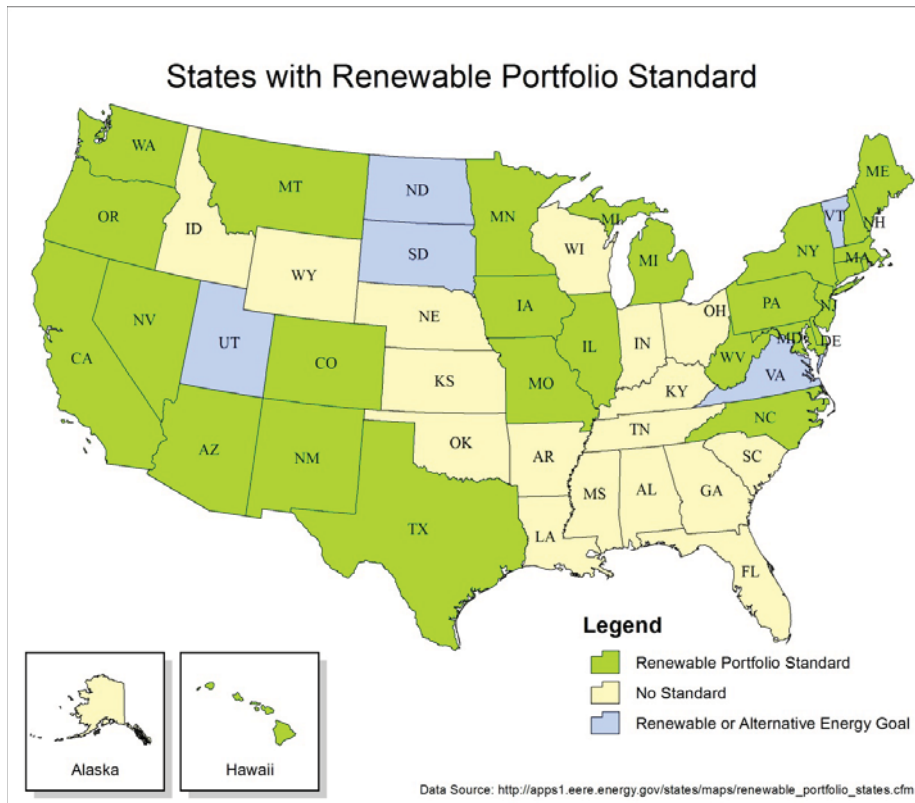 States with Renewable Portfolio Standard
WA
MT
ND
MN
ME
OR
ID
SD
WI
MI
MI
VT
NH
NY
MA
WY
IA
PA
NJ
NV
NE
IL
IN
OH
MD
DE
CA
UT
CO
KS
MO
WV
VA
KY
NC
AZ
NM
OK
AR
TN
SC
TX
LA
MS
AL
GA
FL
Legend
Renewable Portfolio Standard
No Standard
Renewable or Alternative Energy Goal
Alaska
Hawaii
Data Source: http://apps1.eere.energy.gov/states/maps/renewable_portfolio_states.cfm